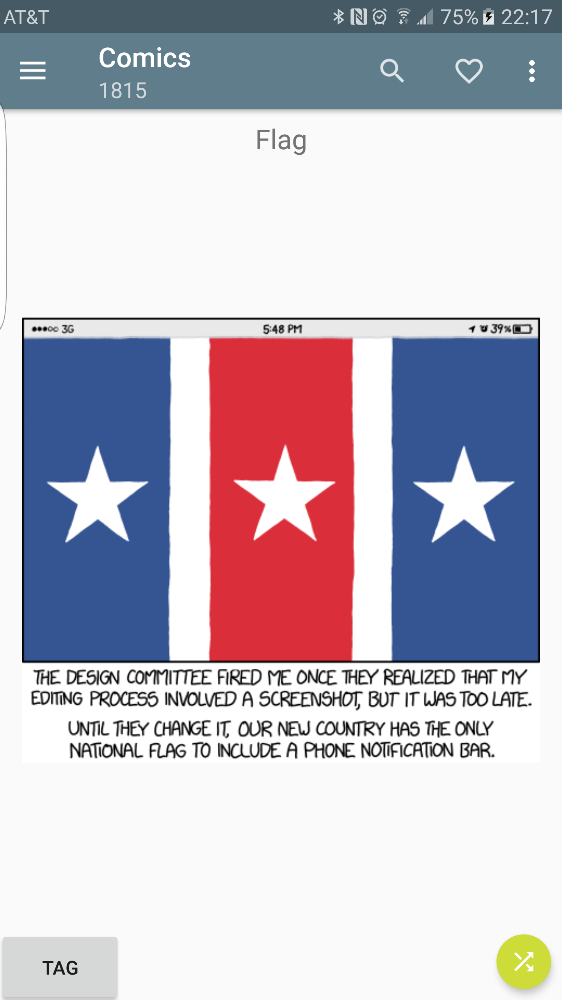 AT&T 75% 22:17
Comics
1815
Flag
3G 5:48 PM 39%
THE DESIGN COMMITTEE FIRED ME ONCE THEY REALIZED THAT MY
EDITING PROCESS INVOLVED A SCREENSHOT, BUT IT WAS TOO LATE.
UNTIL THEY CHANGE IT, OUR NEW COUNTRY HAS THE ONLY
NATIONAL FLAG TO INCLUDE A PHONE NOTIFICATION BAR.
TAG